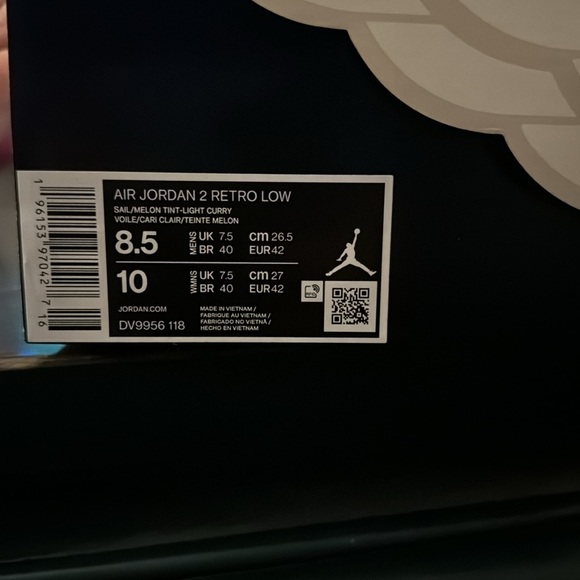 AIR JORDAN 2 RETRO LOW
SAIL/MELON TINT-LIGHT CURRY
VOILE/CARI CLAIR/TEINTE MELON
8.5 MENS UK 7.5 cm 26.5
BR 40 EUR 42
10 WMNS UK 7.5 cm 27
BR 40 EUR 42
JORDAN.COM
DV9956 118
MADE IN VIETNAM /
FABRIQUE AU VIETNAM /
FABRICADO NO VIETNÃ /
HECHO EN VIETNAM
1 96153 97042 7 16